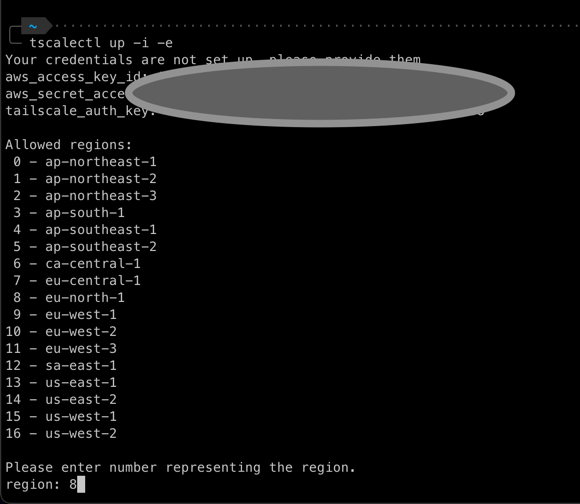 ~
tscalectl up -i -e
Your credentials are not set up, please provide them
aws_access_key_id:
aws_secret_acce
tailscale_auth_key:
Allowed regions:
0 - ap-northeast-1
1 - ap-northeast-2
2 - ap-northeast-3
3 - ap-south-1
4 - ap-southeast-1
5 - ap-southeast-2
6 - ca-central-1
7 - eu-central-1
8 - eu-north-1
9 - eu-west-1
10 - eu-west-2
11 - eu-west-3
12 - sa-east-1
13 - us-east-1
14 - us-east-2
15 - us-west-1
16 - us-west-2
Please enter number representing the region.
region: 8